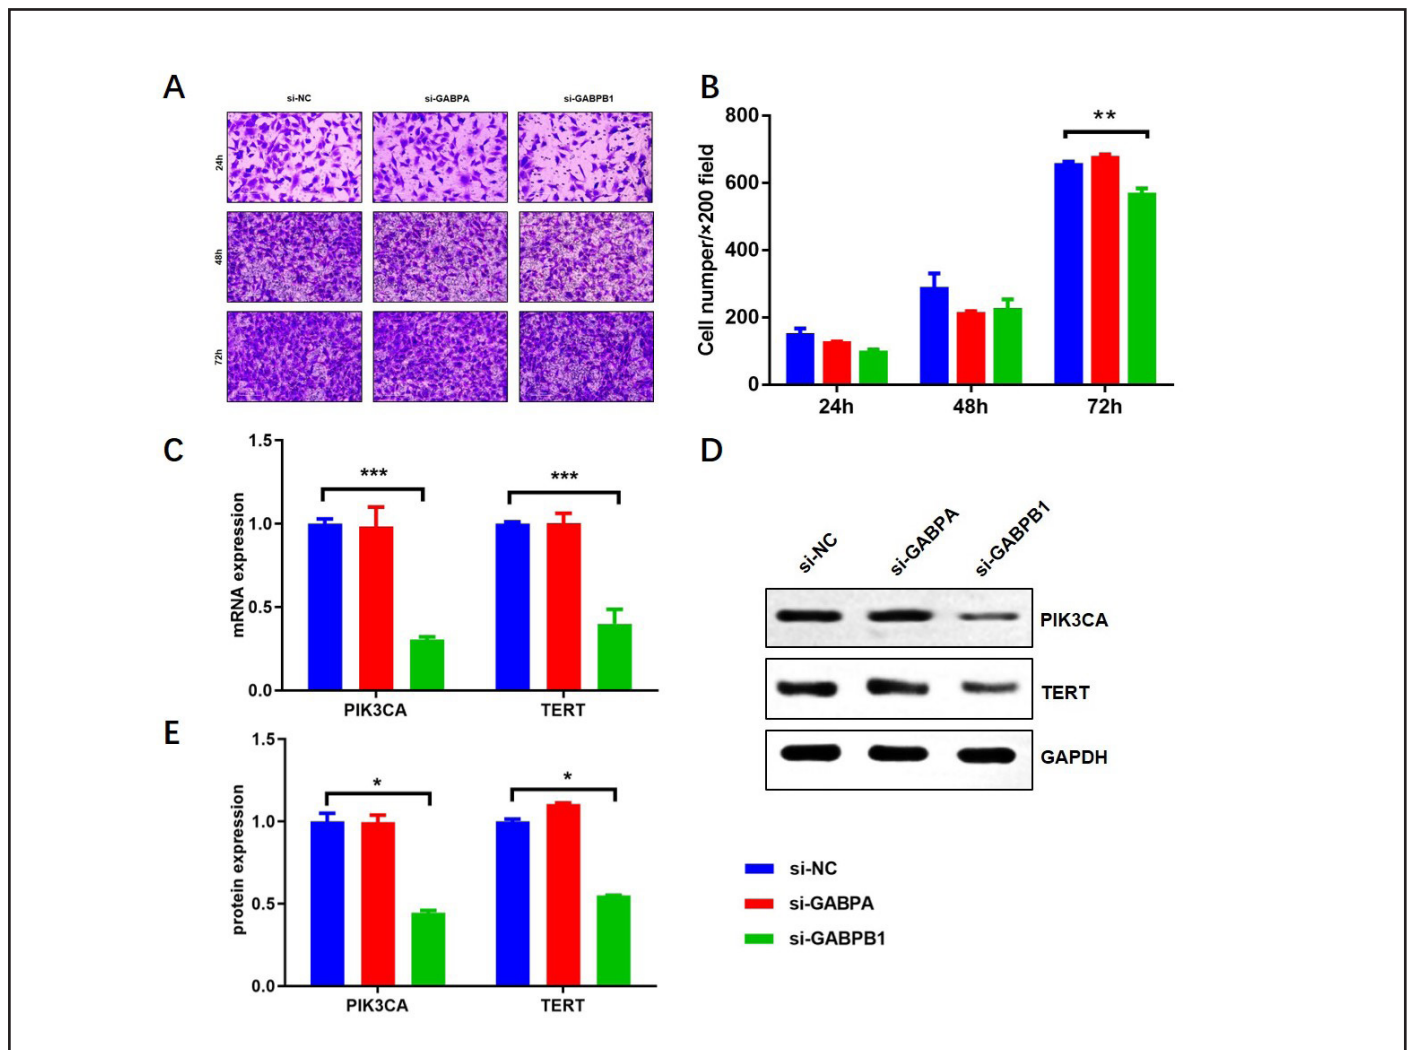 A
si-NC si-GABPA si-GABPB1
24h
48h
72h
B
Cell numper/×200 field
800
600
400
200
0
**
24h 48h 72h
C
mRNA expression
1.5
1.0
0.5
0.0
*** ***
PIK3CA TERT
D
si-NC si-GABPA si-GABPB1
PIK3CA
TERT
GAPDH
E
protein expression
1.5
1.0
0.5
0.0
* *
PIK3CA TERT
si-NC
si-GABPA
si-GABPB1